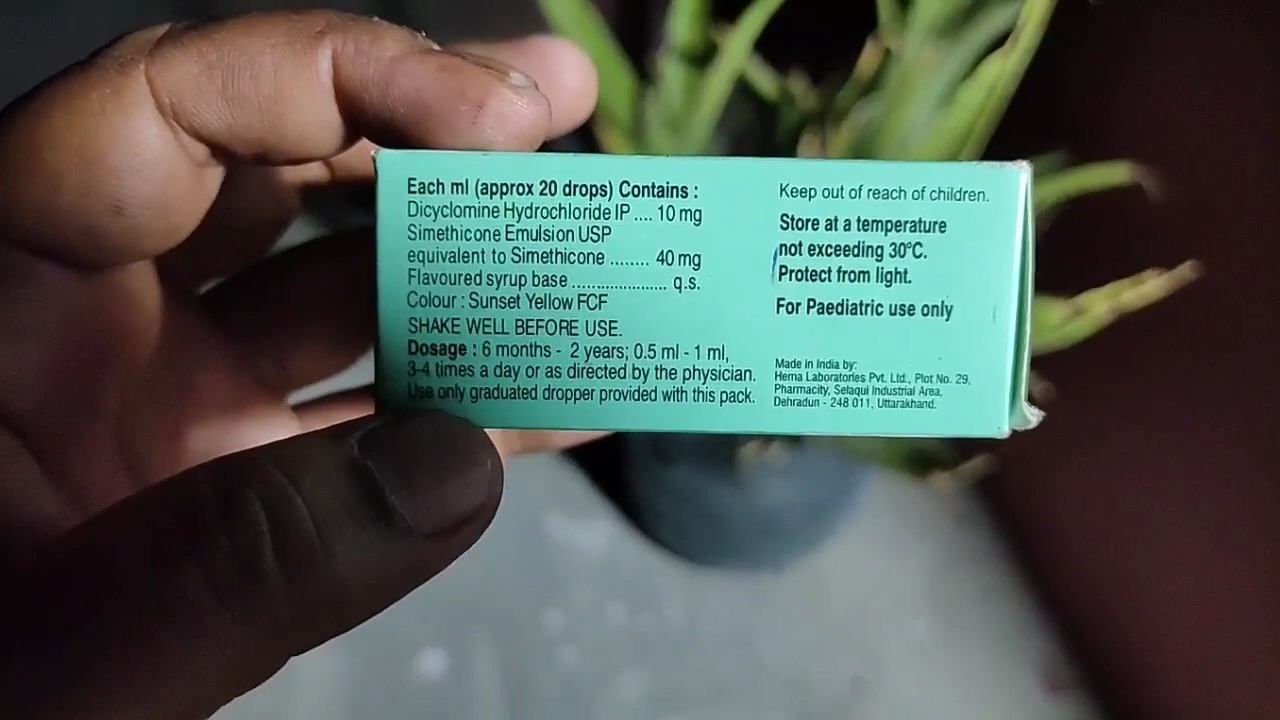 Each ml (approx 20 drops) Contains :
Dicyclomine Hydrochloride IP .... 10 mg
Simethicone Emulsion USP
equivalent to Simethicone ........ 40 mg
Flavoured syrup base ..................... q.s.
Colour : Sunset Yellow FCF
SHAKE WELL BEFORE USE.
Dosage : 6 months - 2 years; 0.5 ml - 1 ml,
3-4 times a day or as directed by the physician.
Use only graduated dropper provided with this pack.
Keep out of reach of children.
Store at a temperature
not exceeding 30°C.
Protect from light.
For Paediatric use only
Made in India by:
Hema Laboratories Pvt. Ltd., Plot No. 29,
Pharmacity, Selaqui Industrial Area,
Dehradun - 248 011, Uttarakhand.